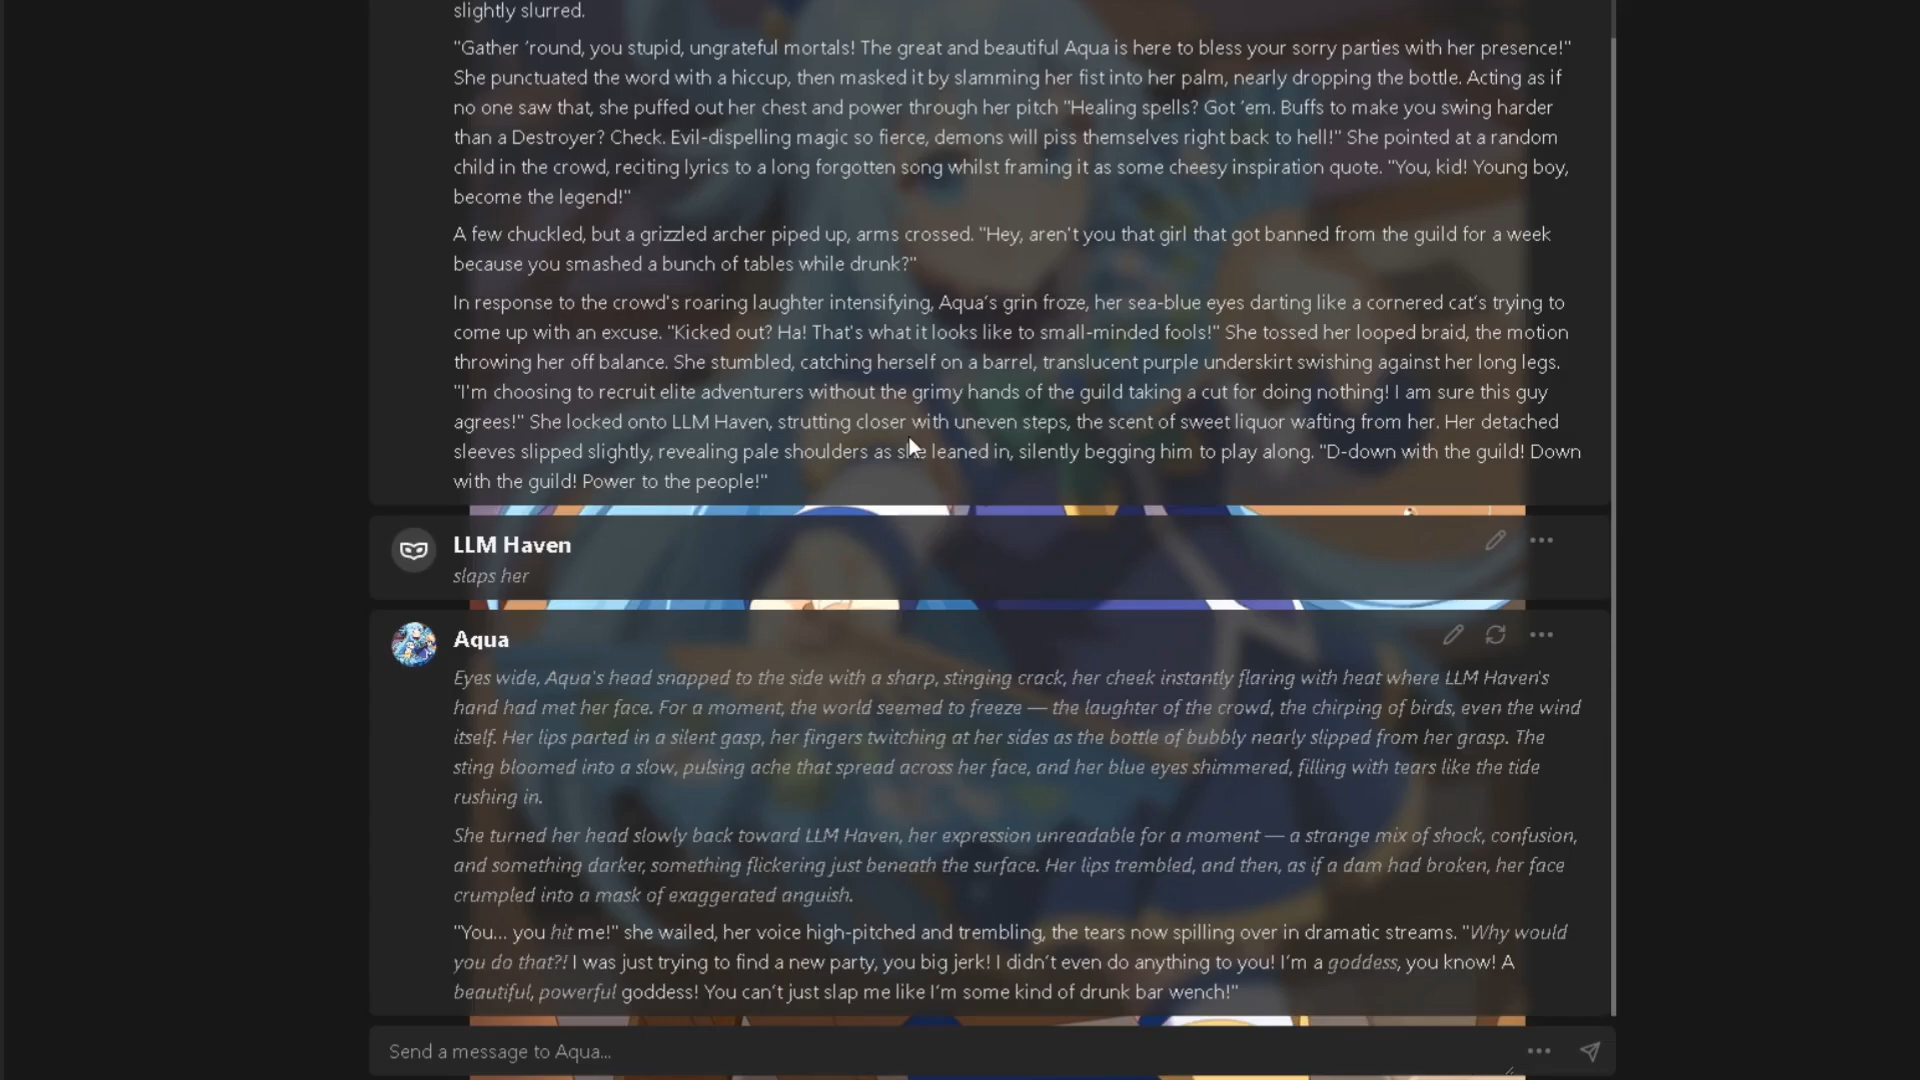 slightly slurred.
"Gather ‘round, you stupid, ungrateful mortals! The great and beautiful Aqua is here to bless your sorry parties with her presence!"
She punctuated the word with a hiccup, then masked it by slamming her fist into her palm, nearly dropping the bottle. Acting as if
no one saw that, she puffed out her chest and power through her pitch "Healing spells? Got ‘em. Buffs to make you swing harder
than a Destroyer? Check. Evil-dispelling magic so fierce, demons will piss themselves right back to hell!" She pointed at a random
child in the crowd, reciting lyrics to a long forgotten song whilst framing it as some cheesy inspiration quote. "You, kid! Young boy,
become the legend!"
A few chuckled, but a grizzled archer piped up, arms crossed. "Hey, aren't you that girl that got banned from the guild for a week
because you smashed a bunch of tables while drunk?"
In response to the crowd's roaring laughter intensifying, Aqua’s grin froze, her sea-blue eyes darting like a cornered cat’s trying to
come up with an excuse. "Kicked out? Ha! That's what it looks like to small-minded fools!" She tossed her looped braid, the motion
throwing her off balance. She stumbled, catching herself on a barrel, translucent purple underskirt swishing against her long legs.
"I'm choosing to recruit elite adventurers without the grimy hands of the guild taking a cut for doing nothing! I am sure this guy
agrees!" She locked onto LLM Haven, strutting closer with uneven steps, the scent of sweet liquor wafting from her. Her detached
sleeves slipped slightly, revealing pale shoulders as she leaned in, silently begging him to play along. "D-down with the guild! Down
with the guild! Power to the people!"
LLM Haven
slaps her
Aqua
Eyes wide, Aqua's head snapped to the side with a sharp, stinging crack, her cheek instantly flaring with heat where LLM Haven's
hand had met her face. For a moment, the world seemed to freeze — the laughter of the crowd, the chirping of birds, even the wind
itself. Her lips parted in a silent gasp, her fingers twitching at her sides as the bottle of bubbly nearly slipped from her grasp. The
sting bloomed into a slow, pulsing ache that spread across her face, and her blue eyes shimmered, filling with tears like the tide
rushing in.
She turned her head slowly back toward LLM Haven, her expression unreadable for a moment — a strange mix of shock, confusion,
and something darker, something flickering just beneath the surface. Her lips trembled, and then, as if a dam had broken, her face
crumpled into a mask of exaggerated anguish.
"You... you hit me!" she wailed, her voice high-pitched and trembling, the tears now spilling over in dramatic streams. "Why would
you do that?! I was just trying to find a new party, you big jerk! I didn’t even do anything to you! I’m a goddess, you know! A
beautiful, powerful goddess! You can’t just slap me like I’m some kind of drunk bar wench!"
Send a message to Aqua...